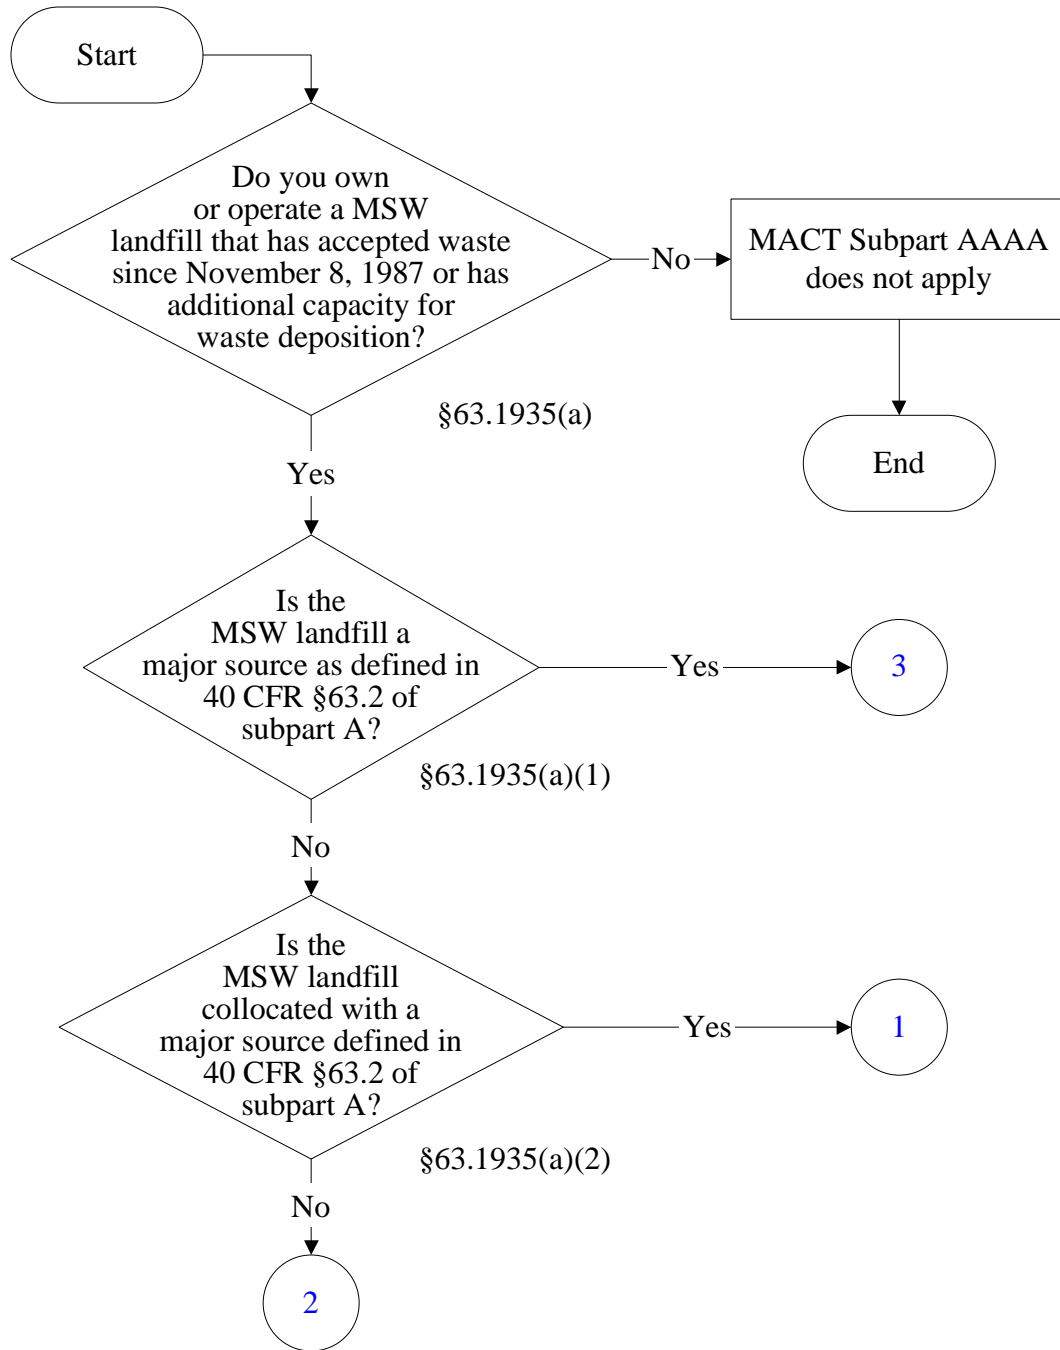 Start
Do you own
or operate a MSW
landfill that has accepted waste
since November 8, 1987 or has
additional capacity for
waste deposition?
No
MACT Subpart AAAA
does not apply
§63.1935(a)
End
Yes
Is the
MSW landfill a
major source as defined in
40 CFR §63.2 of
subpart A?
Yes
3
§63.1935(a)(1)
No
Is the
MSW landfill
collocated with a
major source defined in
40 CFR §63.2 of
subpart A?
Yes
1
§63.1935(a)(2)
No
2